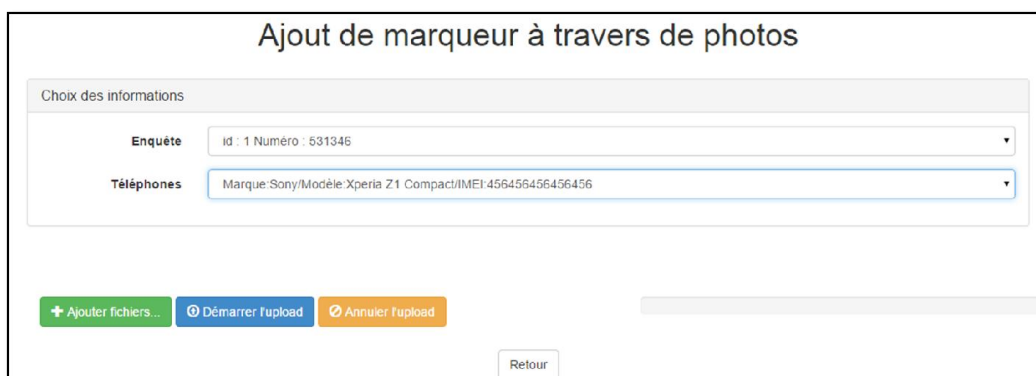 Ajout de marqueur à travers de photos
Choix des informations
Enquête id : 1 Numéro : 531346
Téléphones Marque:Sony/Modèle:Xperia Z1 Compact/IMEI:456456456456456
Ajouter fichiers... Démarrer l'upload Annuler l'upload
Retour